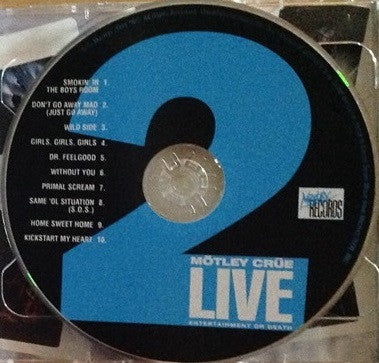 SMOKIN' IN 1.
THE BOYS ROOM
DON'T GO AWAY MAD 2.
(JUST GO AWAY)
WILD SIDE 3.
GIRLS, GIRLS, GIRLS 4.
DR. FEELGOOD 5.
WITHOUT YOU 6.
PRIMAL SCREAM 7.
SAME 'OL SITUATION 8.
(S.O.S.)
HOME SWEET HOME 9.
KICKSTART MY HEART 10.
2
MÖTLEY
RECORDS
MÖTLEY CRÜE
LIVE
ENTERTAINMENT OR DEATH